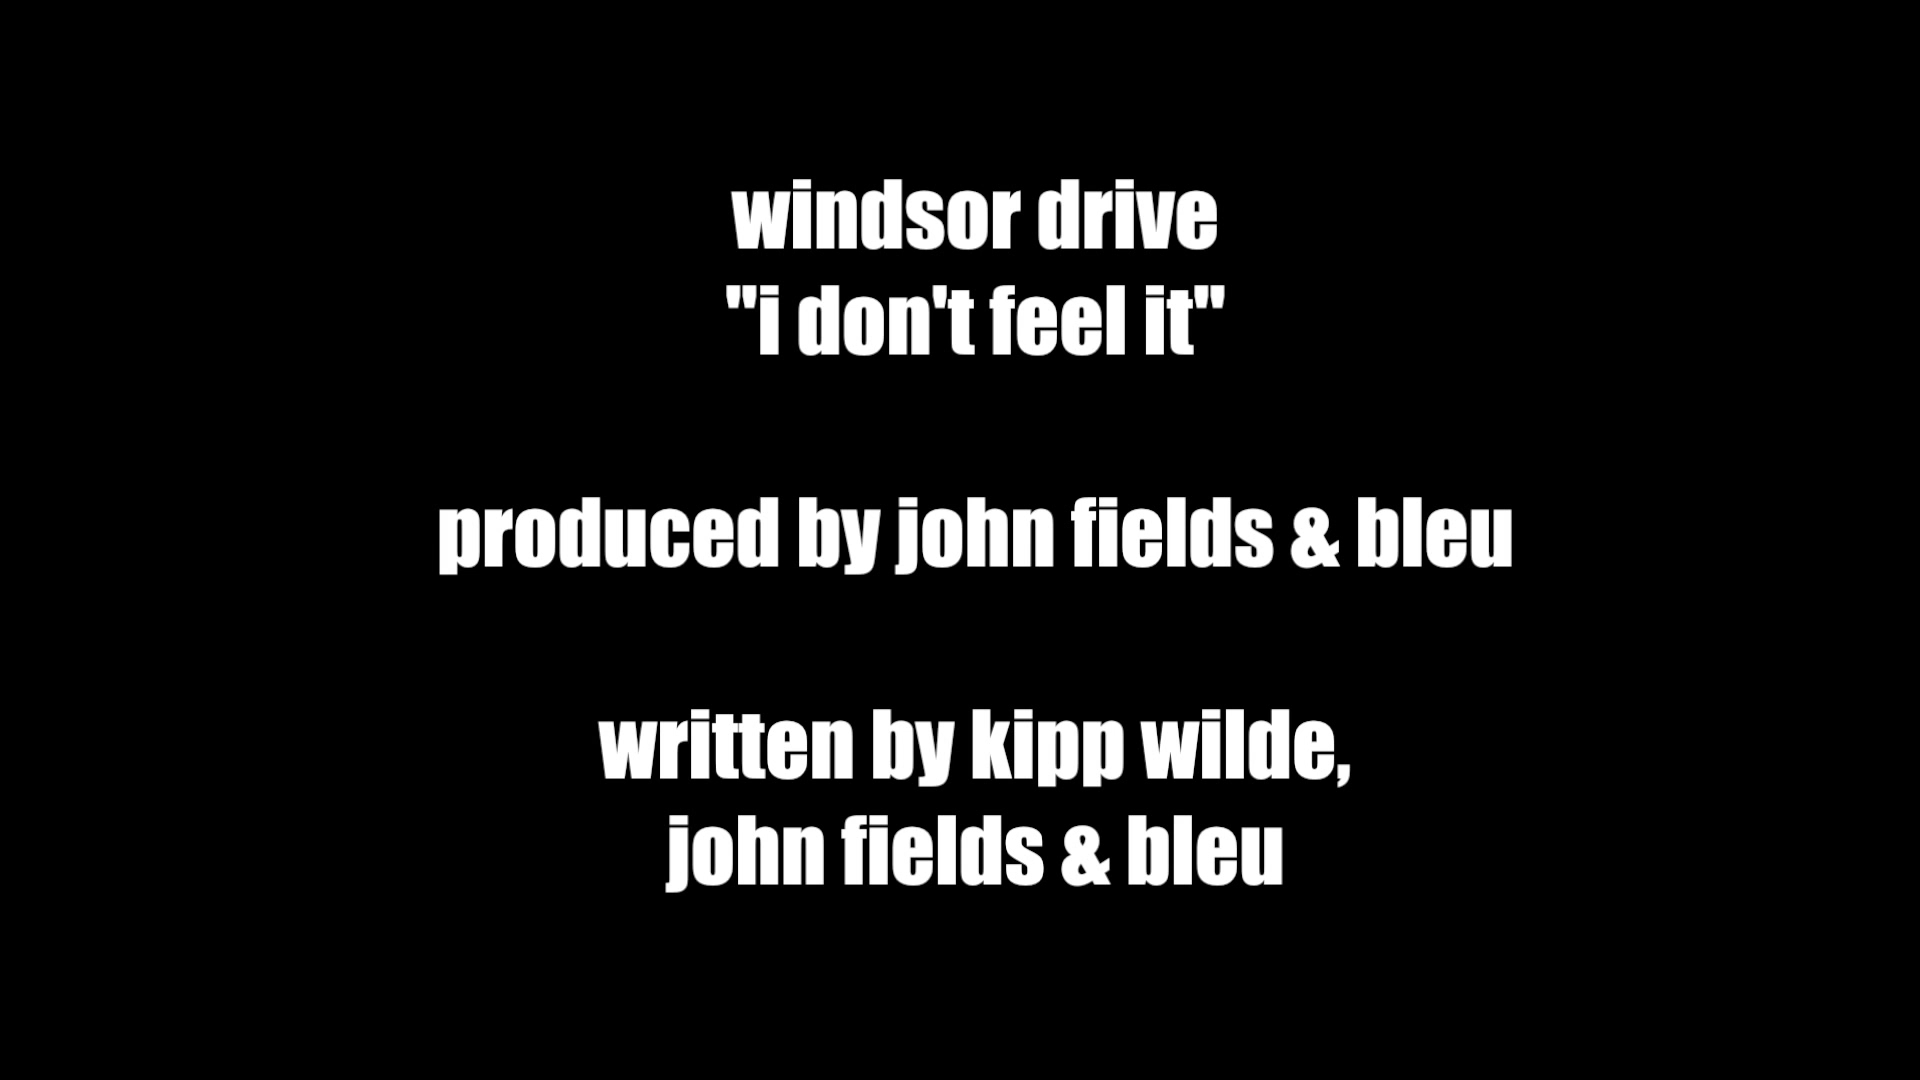 windsor drive
"i don't feel it"
produced by john fields & bleu
written by kipp wilde,
john fields & bleu